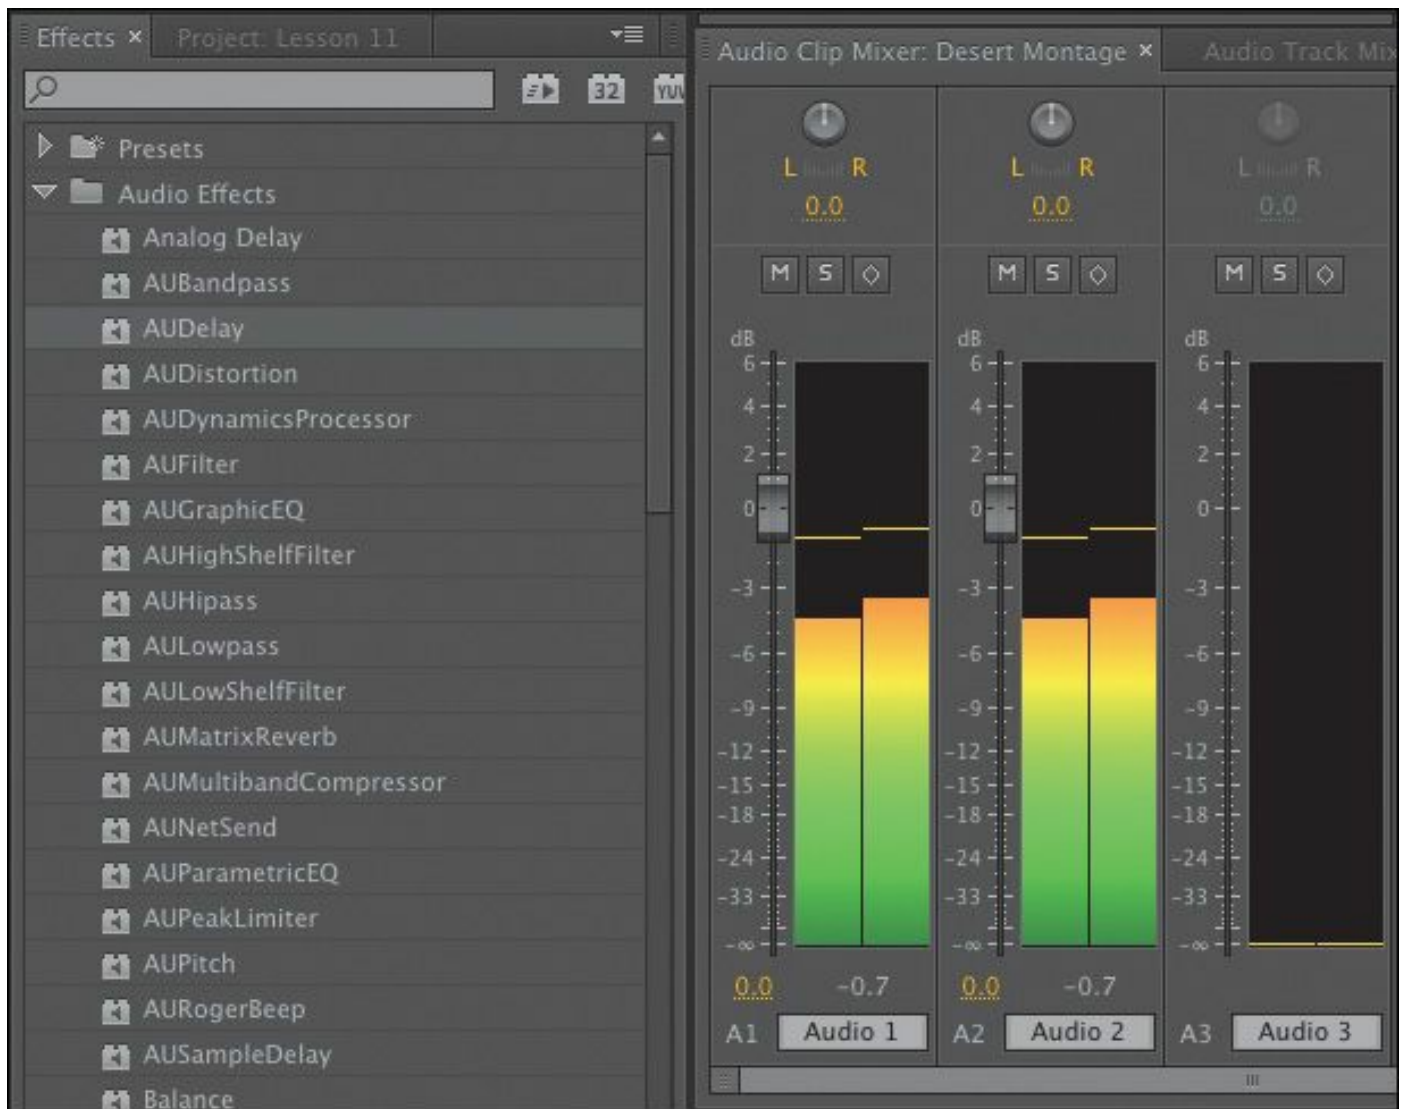 Effects ×
Project: Lesson 11
32
YUV
Presets
Audio Effects
Analog Delay
AUBandpass
AUDelay
AUDistortion
AUDynamicsProcessor
AUFilter
AUGraphicEQ
AUHighShelfFilter
AUHipass
AULowpass
AULowShelfFilter
AUMatrixReverb
AUMultibandCompressor
AUNetSend
AUParametricEQ
AUPeakLimiter
AUPitch
AURogerBeep
AUSampleDelay
Balance
Audio Clip Mixer: Desert Montage ×
Audio Track Mix
L R
0.0
M S
dB
6
4
2
0
-3
-6
-9
-12
-15
-18
-24
-33
-∞
0.0 -0.7
A1 Audio 1
L R
0.0
M S
dB
6
4
2
0
-3
-6
-9
-12
-15
-18
-24
-33
-∞
0.0 -0.7
A2 Audio 2
L R
0.0
M S
dB
6
4
2
0
-3
-6
-9
-12
-15
-18
-24
-33
-∞
A3 Audio 3